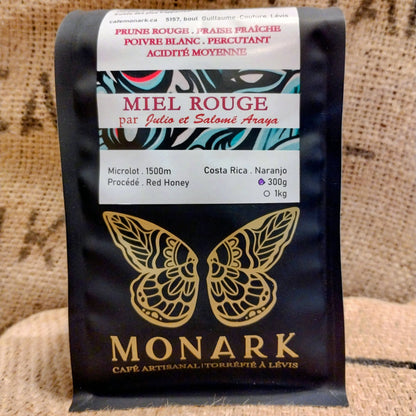 cafemonark.ca 5157, boul. Guillaume-Couture, Lévis
PRUNE ROUGE . FRAISE FRAÎCHE
POIVRE BLANC . PERCUTANT
ACIDITÉ MOYENNE
MIEL ROUGE
par Julio et Salomé Araya
Microlot . 1500m Costa Rica . Naranjo
Procédé . Red Honey 300g
1kg
MONARK
CAFÉ ARTISANAL | TORRÉFIÉ À LÉVIS